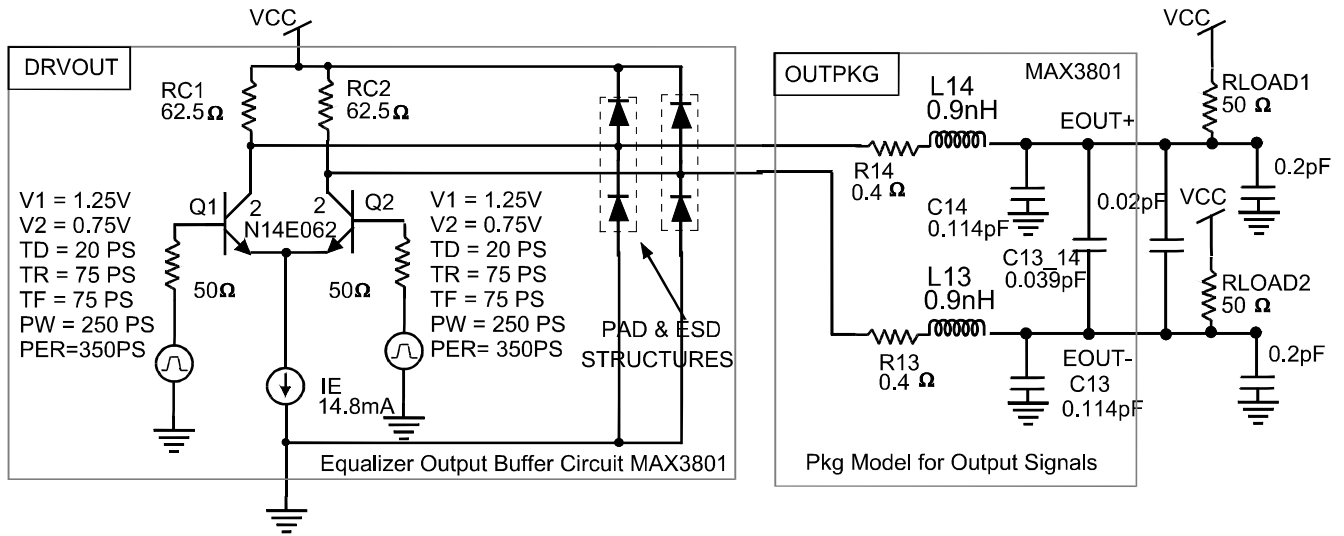 VCC
DRVOUT
RC1
62.5Ω
RC2
62.5Ω
V1 = 1.25V
V2 = 0.75V
TD = 20 PS
TR = 75 PS
TF = 75 PS
PW = 250 PS
PER=350PS
Q1
2
2
Q2
N14E062
50Ω
50Ω
V1 = 1.25V
V2 = 0.75V
TD = 20 PS
TR = 75 PS
TF = 75 PS
PW = 250 PS
PER= 350PS
IE
14.8mA
PAD & ESD
STRUCTURES
Equalizer Output Buffer Circuit MAX3801
OUTPKG
MAX3801
L14
0.9nH
R14
0.4 Ω
EOUT+
C14
0.114pF
C13_14
0.039pF
0.02pF
L13
0.9nH
R13
0.4 Ω
EOUT-
C13
0.114pF
Pkg Model for Output Signals
VCC
RLOAD1
50 Ω
0.2pF
VCC
RLOAD2
50 Ω
0.2pF